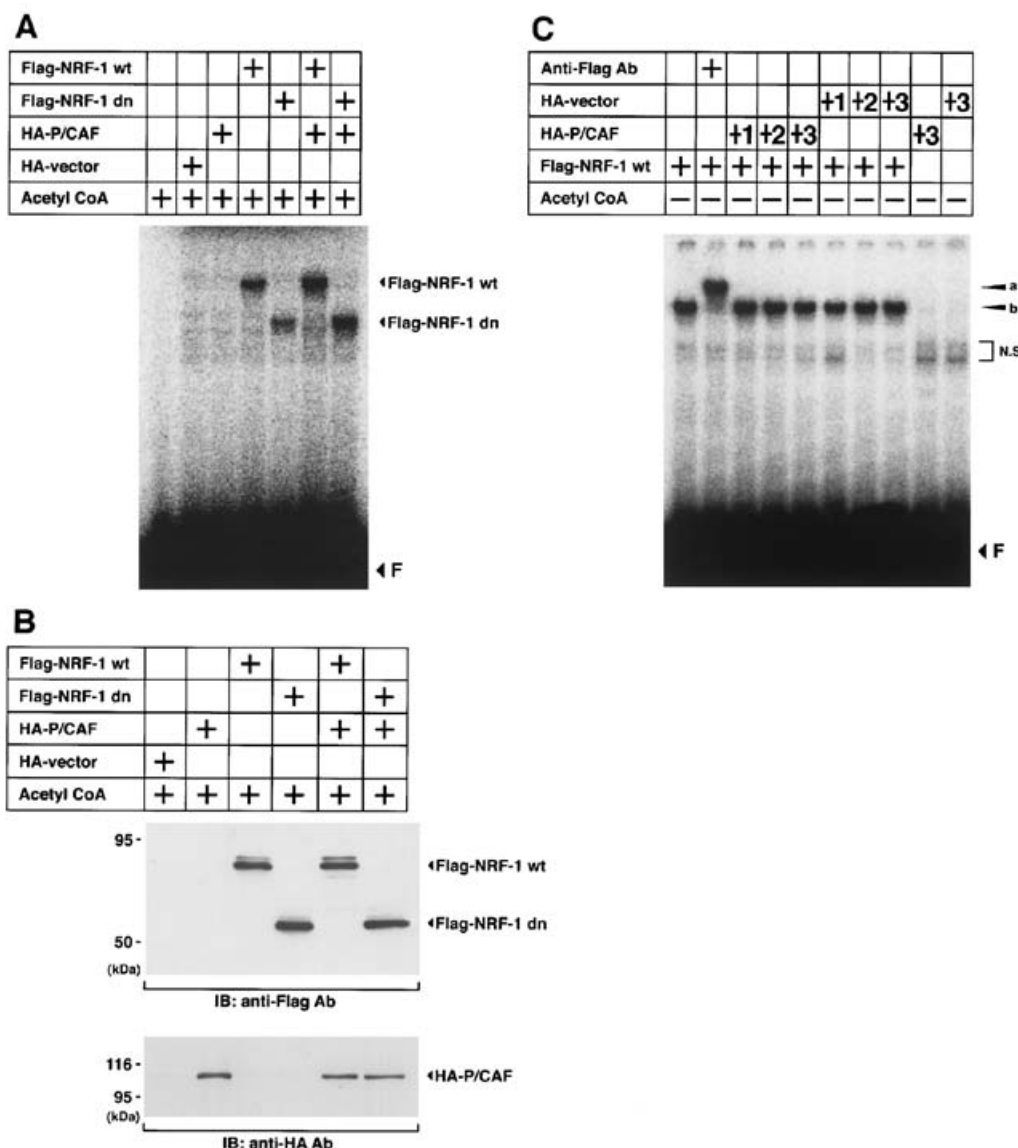 A
Flag-NRF-1 wt + +
Flag-NRF-1 dn + +
HA-P/CAF + + +
HA-vector +
Acetyl CoA + + + + + + +
Flag-NRF-1 wt
Flag-NRF-1 dn
F
B
Flag-NRF-1 wt + +
Flag-NRF-1 dn + +
HA-P/CAF + + +
HA-vector +
Acetyl CoA + + + + + +
95 -
Flag-NRF-1 wt
Flag-NRF-1 dn
50 -
(kDa)
IB: anti-Flag Ab
116 -
HA-P/CAF
95 -
(kDa)
IB: anti-HA Ab
C
Anti-Flag Ab +
HA-vector +1 +2 +3 +3
HA-P/CAF +1 +2 +3 +3
Flag-NRF-1 wt + + + + + + + +
Acetyl CoA − − − − − − − − − −
a
b
N.S
F